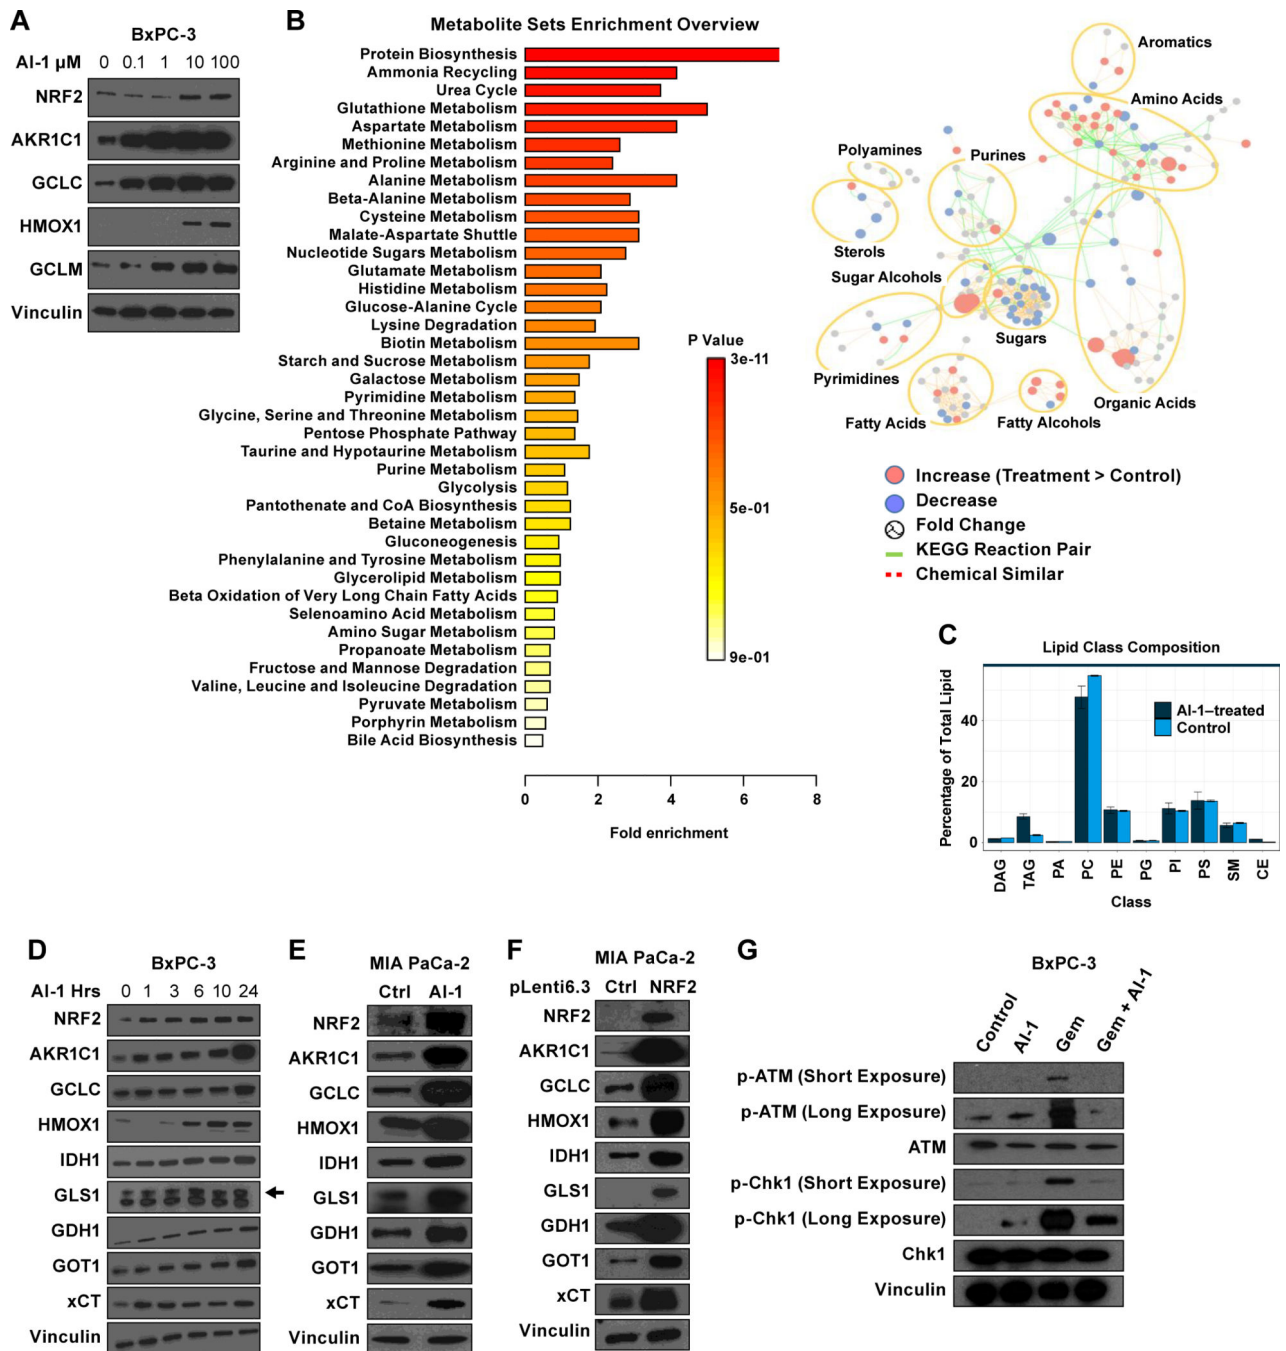 A
BxPC-3
AI-1 µM 0 0.1 1 10 100
NRF2
AKR1C1
GCLC
HMOX1
GCLM
Vinculin
B
Metabolite Sets Enrichment Overview
Protein Biosynthesis
Ammonia Recycling
Urea Cycle
Glutathione Metabolism
Aspartate Metabolism
Methionine Metabolism
Arginine and Proline Metabolism
Alanine Metabolism
Beta-Alanine Metabolism
Cysteine Metabolism
Malate-Aspartate Shuttle
Nucleotide Sugars Metabolism
Glutamate Metabolism
Histidine Metabolism
Glucose-Alanine Cycle
Lysine Degradation
Biotin Metabolism
Starch and Sucrose Metabolism
Galactose Metabolism
Pyrimidine Metabolism
Glycine, Serine and Threonine Metabolism
Pentose Phosphate Pathway
Taurine and Hypotaurine Metabolism
Purine Metabolism
Glycolysis
Pantothenate and CoA Biosynthesis
Betaine Metabolism
Gluconeogenesis
Phenylalanine and Tyrosine Metabolism
Glycerolipid Metabolism
Beta Oxidation of Very Long Chain Fatty Acids
Selenoamino Acid Metabolism
Amino Sugar Metabolism
Propanoate Metabolism
Fructose and Mannose Degradation
Valine, Leucine and Isoleucine Degradation
Pyruvate Metabolism
Porphyrin Metabolism
Bile Acid Biosynthesis
0 2 4 6 8
Fold enrichment
P Value
3e-11
5e-01
9e-01
Aromatics
Amino Acids
Polyamines
Purines
Sterols
Sugar Alcohols
Sugars
Pyrimidines
Organic Acids
Fatty Acids
Fatty Alcohols
Increase (Treatment > Control)
Decrease
Fold Change
KEGG Reaction Pair
Chemical Similar
C
Lipid Class Composition
Percentage of Total Lipid
40
20
0
AI-1–treated
Control
DAG TAG PA PC PE PG PI PS SM CE
Class
D
BxPC-3
AI-1 Hrs 0 1 3 6 10 24
NRF2
AKR1C1
GCLC
HMOX1
IDH1
GLS1
GDH1
GOT1
xCT
Vinculin
E
MIA PaCa-2
Ctrl AI-1
NRF2
AKR1C1
GCLC
HMOX1
IDH1
GLS1
GDH1
GOT1
xCT
Vinculin
F
MIA PaCa-2
pLenti6.3 Ctrl NRF2
NRF2
AKR1C1
GCLC
HMOX1
IDH1
GLS1
GDH1
GOT1
xCT
Vinculin
G
BxPC-3
Control AI-1 Gem Gem + AI-1
p-ATM (Short Exposure)
p-ATM (Long Exposure)
ATM
p-Chk1 (Short Exposure)
p-Chk1 (Long Exposure)
Chk1
Vinculin